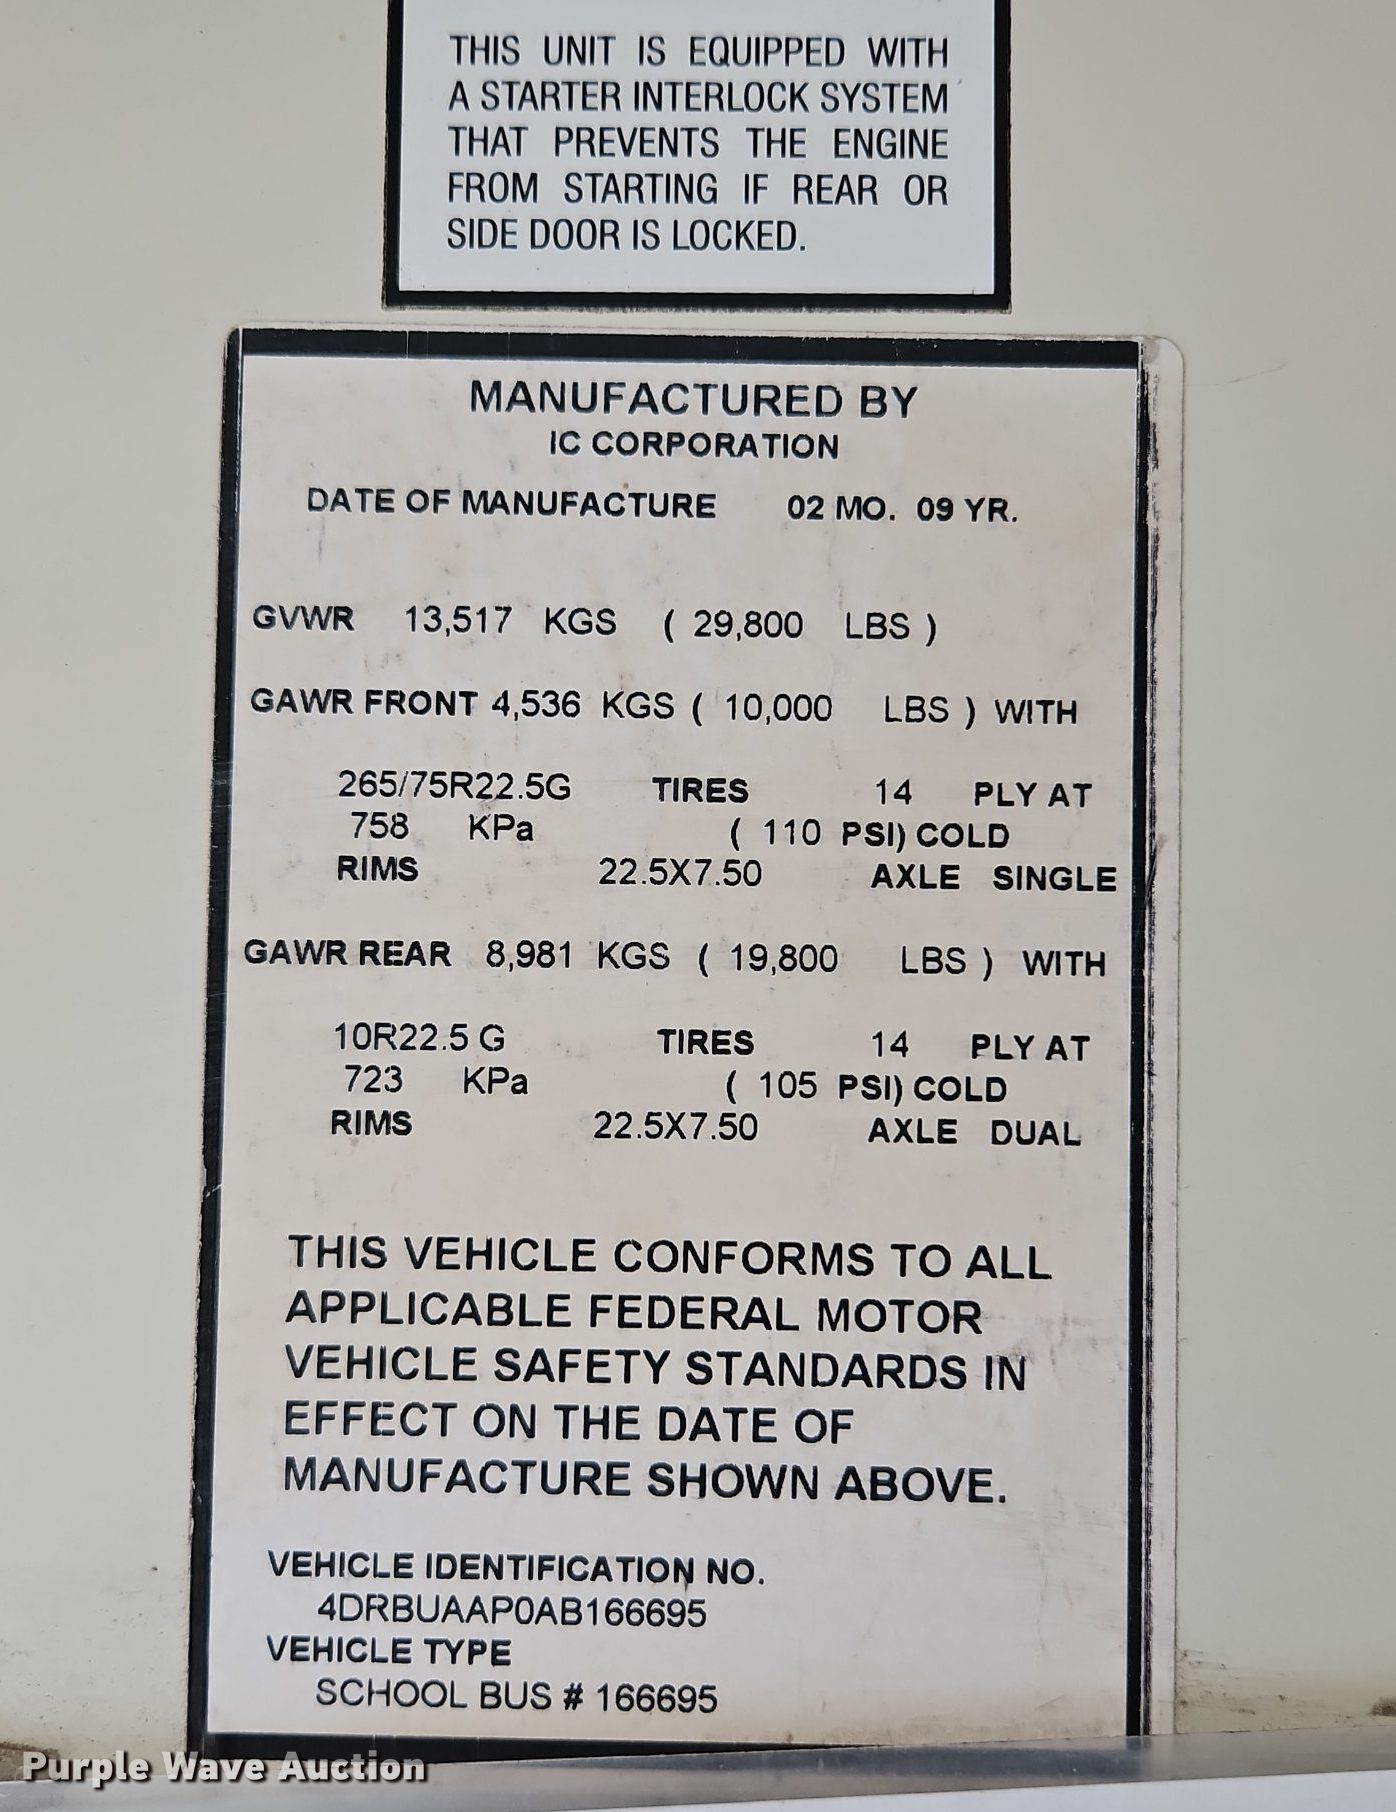 THIS UNIT IS EQUIPPED WITH
A STARTER INTERLOCK SYSTEM
THAT PREVENTS THE ENGINE
FROM STARTING IF REAR OR
SIDE DOOR IS LOCKED.
MANUFACTURED BY
IC CORPORATION
DATE OF MANUFACTURE 02 MO. 09 YR.
GVWR 13,517 KGS ( 29,800 LBS )
GAWR FRONT 4,536 KGS ( 10,000 LBS ) WITH
265/75R22.5G TIRES 14 PLY AT
758 KPa ( 110 PSI) COLD
RIMS 22.5X7.50 AXLE SINGLE
GAWR REAR 8,981 KGS ( 19,800 LBS ) WITH
10R22.5 G TIRES 14 PLY AT
723 KPa ( 105 PSI) COLD
RIMS 22.5X7.50 AXLE DUAL
THIS VEHICLE CONFORMS TO ALL
APPLICABLE FEDERAL MOTOR
VEHICLE SAFETY STANDARDS IN
EFFECT ON THE DATE OF
MANUFACTURE SHOWN ABOVE.
VEHICLE IDENTIFICATION NO.
4DRBUAAP0AB166695
VEHICLE TYPE
SCHOOL BUS # 166695
Purple Wave Auction